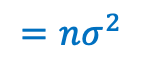 = nσ²